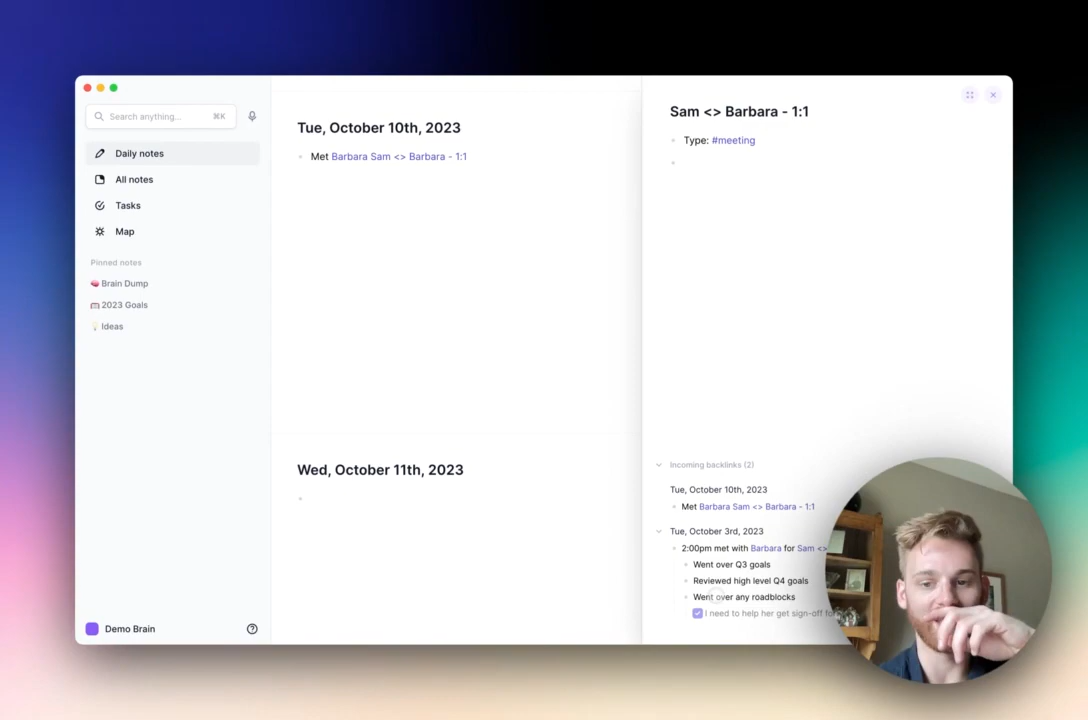 Search anything... ⌘K
Daily notes
All notes
Tasks
Map
Pinned notes
🧠 Brain Dump
🥅 2023 Goals
💡 Ideas
Demo Brain
Tue, October 10th, 2023
Met Barbara Sam <> Barbara - 1:1
Wed, October 11th, 2023
Sam <> Barbara - 1:1
Type: #meeting
Incoming backlinks (2)
Tue, October 10th, 2023
Met Barbara Sam <> Barbara - 1:1
Tue, October 3rd, 2023
2:00pm met with Barbara for Sam <>
Went over Q3 goals
Reviewed high level Q4 goals
Went over any roadblocks
I need to help her get sign-off